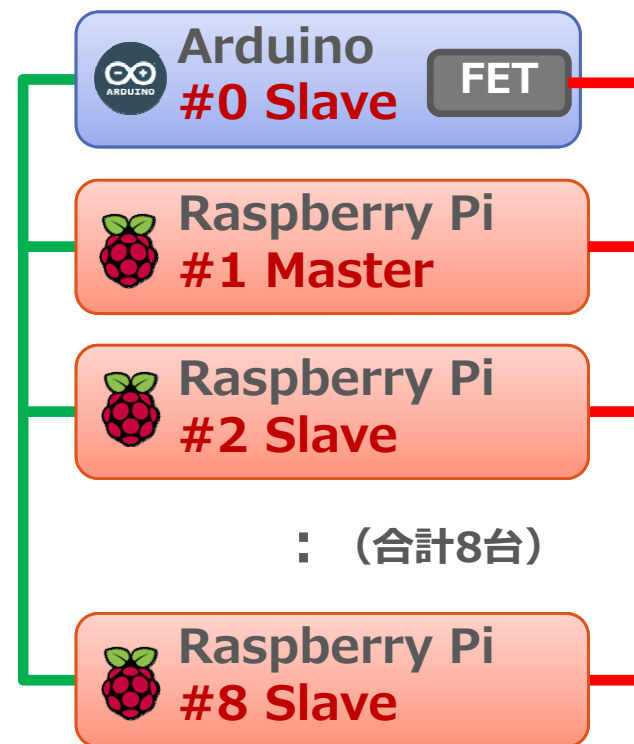 Arduino
#0 Slave
FET
ARDUINO
Raspberry Pi
#1 Master
Raspberry Pi
#2 Slave
：（合計8台）
Raspberry Pi
#8 Slave